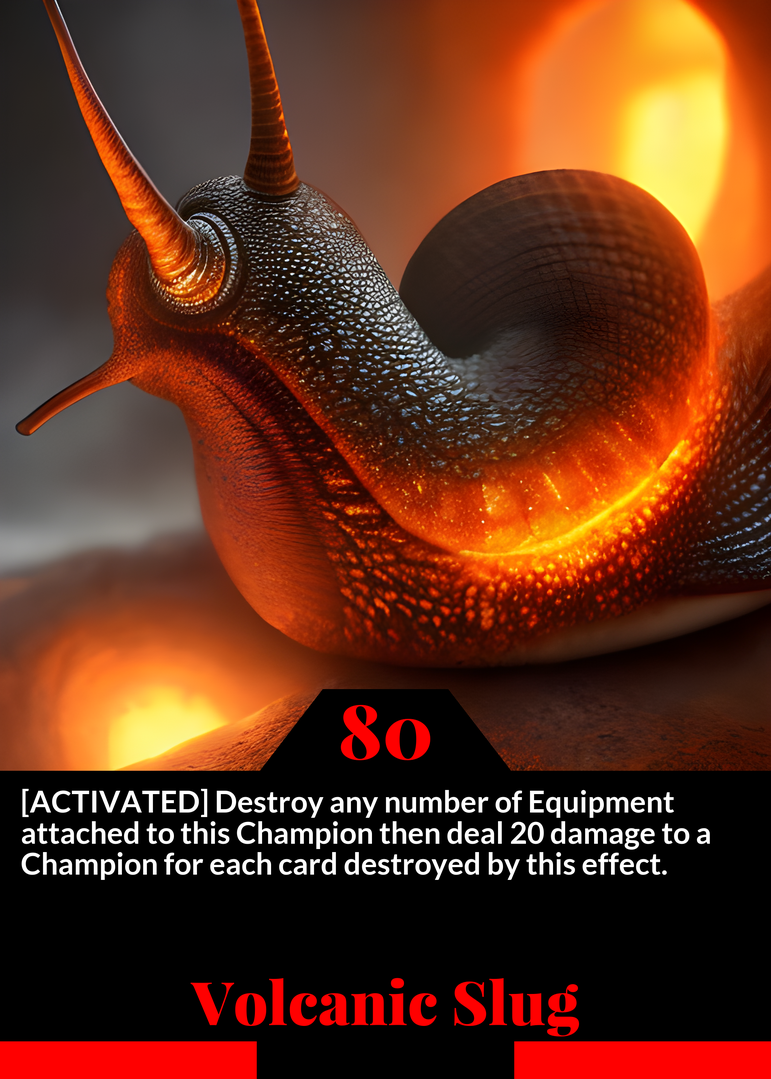 80
[ACTIVATED] Destroy any number of Equipment
attached to this Champion then deal 20 damage to a
Champion for each card destroyed by this effect.
Volcanic Slug